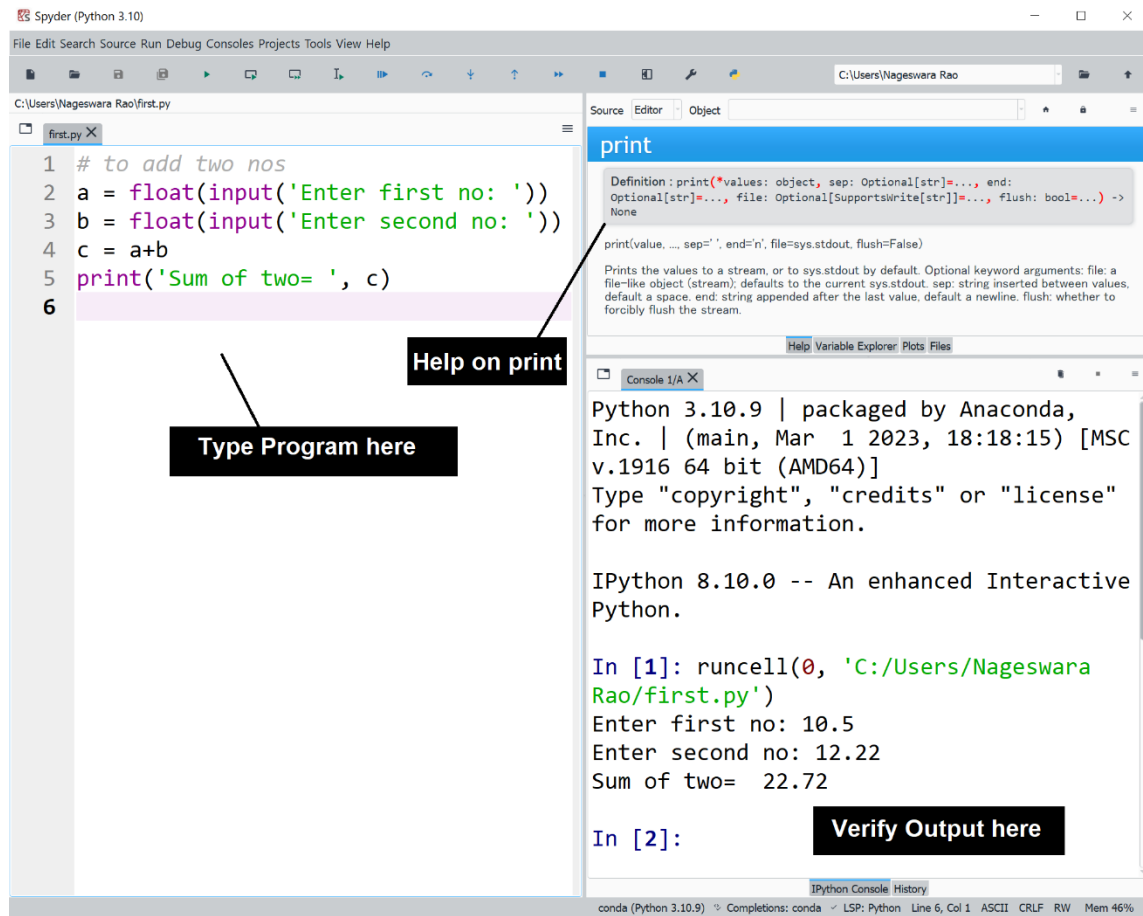 Spyder (Python 3.10)
File Edit Search Source Run Debug Consoles Projects Tools View Help
C:\Users\Nageswara Rao
C:\Users\Nageswara Rao\first.py
first.py
1 # to add two nos
2 a = float(input('Enter first no: '))
3 b = float(input('Enter second no: '))
4 c = a+b
5 print('Sum of two= ', c)
6
Type Program here
Help on print
Source Editor Object
print
Definition : print(*values: object, sep: Optional[str]=..., end:
Optional[str]=..., file: Optional[SupportsWrite[str]]=..., flush: bool=...) ->
None
print(value, ..., sep=' ', end='n', file=sys.stdout, flush=False)
Prints the values to a stream, or to sys.stdout by default. Optional keyword arguments: file: a
file-like object (stream); defaults to the current sys.stdout. sep: string inserted between values,
default a space. end: string appended after the last value, default a newline. flush: whether to
forcibly flush the stream.
Help Variable Explorer Plots Files
Console 1/A
Python 3.10.9 | packaged by Anaconda,
Inc. | (main, Mar  1 2023, 18:18:15) [MSC
v.1916 64 bit (AMD64)]
Type "copyright", "credits" or "license"
for more information.
IPython 8.10.0 -- An enhanced Interactive
Python.
In [1]: runcell(0, 'C:/Users/Nageswara
Rao/first.py')
Enter first no: 10.5
Enter second no: 12.22
Sum of two=  22.72
In [2]:
Verify Output here
IPython Console History
conda (Python 3.10.9) Completions: conda LSP: Python Line 6, Col 1 ASCII CRLF RW Mem 46%